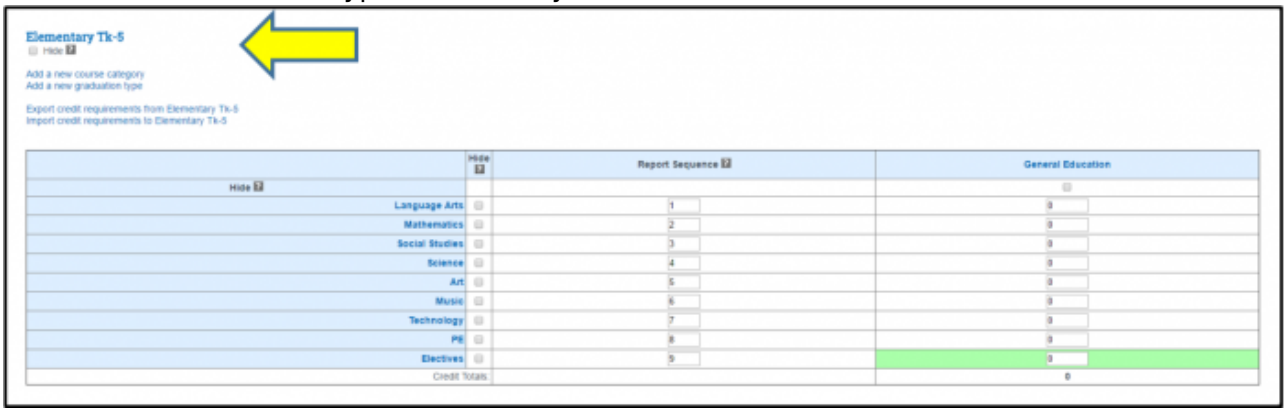 Elementary Tk-5
Hide ?
Add a new course category
Add a new graduation type
Export credit requirements from Elementary Tk-5
Import credit requirements to Elementary Tk-5
Hide ? Report Sequence ? General Education
Hide ?
Language Arts 1 0
Mathematics 2 0
Social Studies 3 0
Science 4 0
Art 5 0
Music 6 0
Technology 7 0
PE 8 0
Electives 9 0
Credit Totals: 0